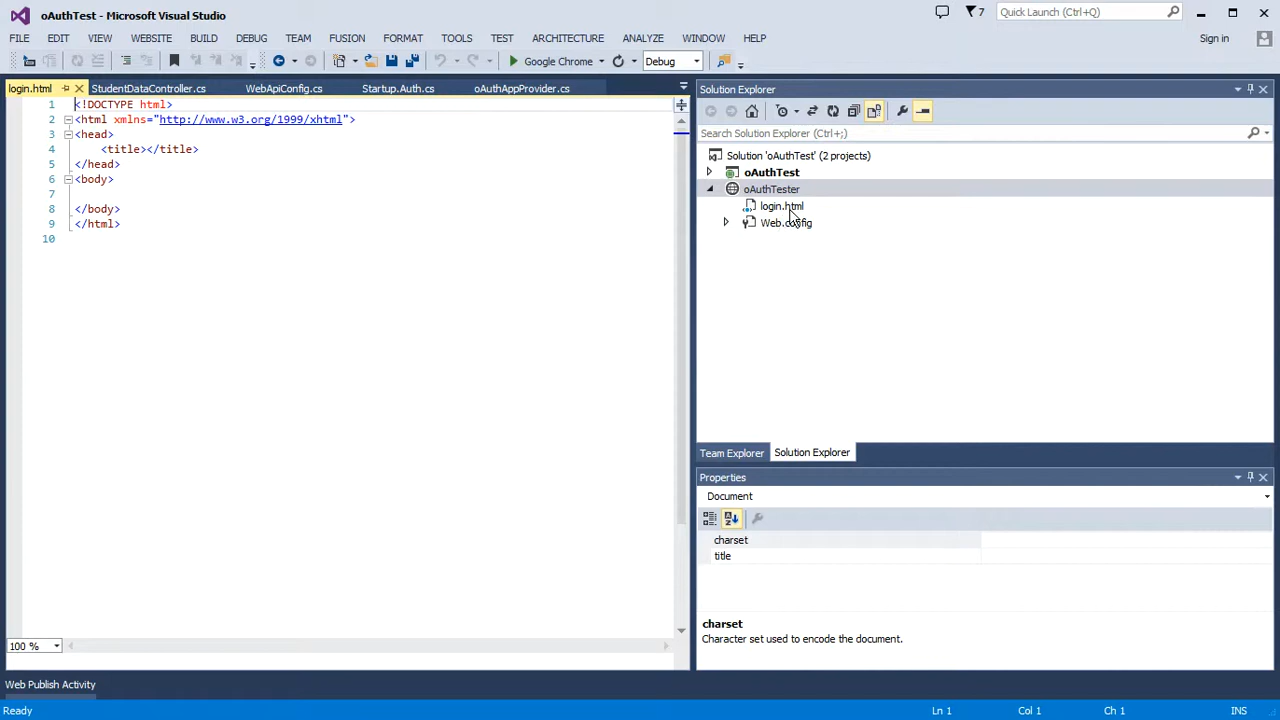 oAuthTest - Microsoft Visual Studio
7
Quick Launch (Ctrl+Q)
FILE EDIT VIEW WEBSITE BUILD DEBUG TEAM FUSION FORMAT TOOLS TEST ARCHITECTURE ANALYZE WINDOW HELP
Sign in
Google Chrome
Debug
login.html
StudentDataController.cs
WebApiConfig.cs
Startup.Auth.cs
oAuthAppProvider.cs
1 <!DOCTYPE html>
2 <html xmlns="http://www.w3.org/1999/xhtml">
3 <head>
4 <title></title>
5 </head>
6 <body>
7
8 </body>
9 </html>
10
100 %
Solution Explorer
Search Solution Explorer (Ctrl+;)
Solution 'oAuthTest' (2 projects)
oAuthTest
oAuthTester
login.html
Web.config
Team Explorer
Solution Explorer
Properties
Document
charset
title
charset
Character set used to encode the document.
Web Publish Activity
Ready
Ln 1
Col 1
Ch 1
INS